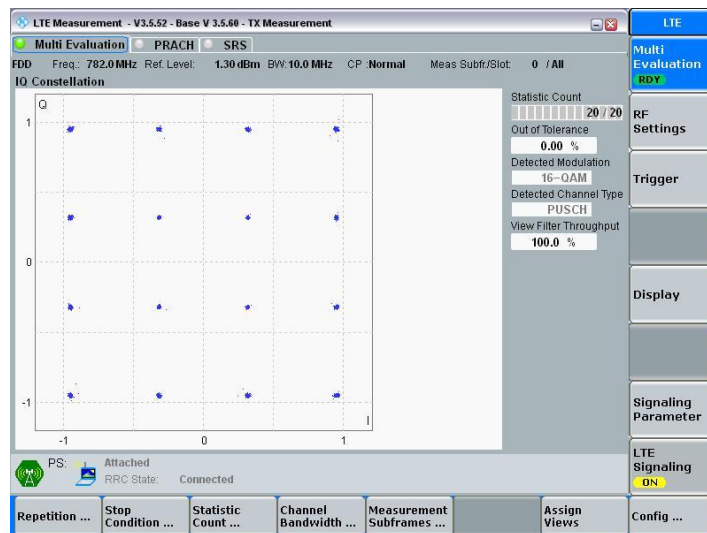 LTE Measurement - V3.5.52 - Base V 3.5.60 - TX Measurement
LTE
Multi Evaluation PRACH SRS
FDD Freq.: 782.0 MHz Ref. Level: 1.30 dBm BW: 10.0 MHz CP :Normal Meas Subfr./Slot: 0 / All
IQ Constellation
Q
1
0
-1
-1 0 1
I
Statistic Count
20 / 20
Out of Tolerance
0.00 %
Detected Modulation
16-QAM
Detected Channel Type
PUSCH
View Filter Throughput
100.0 %
Multi
Evaluation
RDY
RF
Settings
Trigger
Display
Signaling
Parameter
LTE
Signaling
ON
PS: Attached
RRC State: Connected
Repetition ...
Stop
Condition ...
Statistic
Count ...
Channel
Bandwidth ...
Measurement
Subframes ...
Assign
Views
Config ...